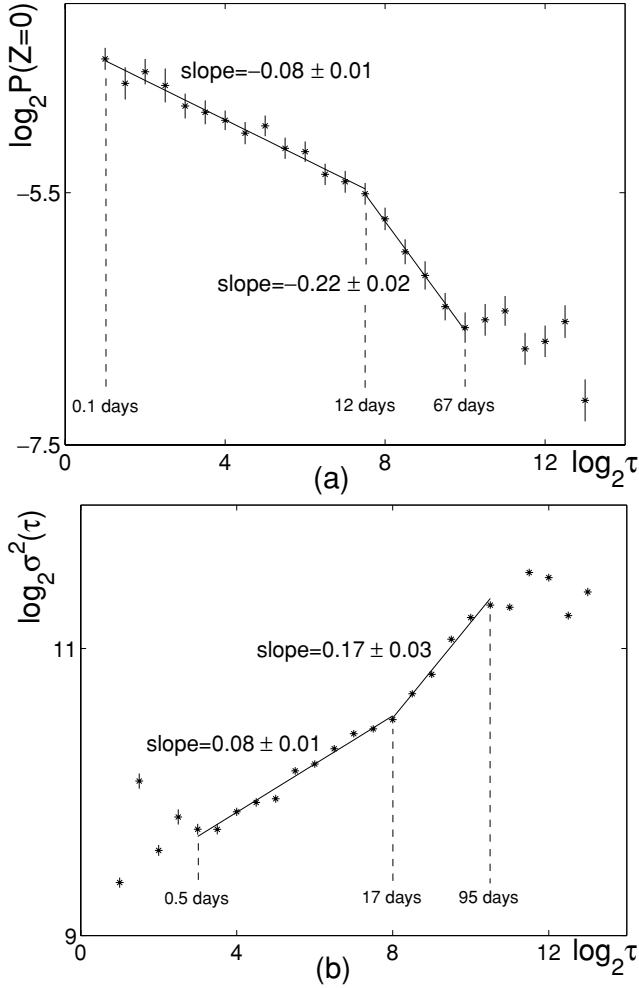 log₂P(Z=0)
slope=−0.08 ± 0.01
−5.5
slope=−0.22 ± 0.02
0.1 days
12 days
67 days
−7.5
0
4
8
12
log₂τ
(a)
log₂σ²(τ)
11
slope=0.17 ± 0.03
slope=0.08 ± 0.01
0.5 days
17 days
95 days
9
0
4
8
12
log₂τ
(b)